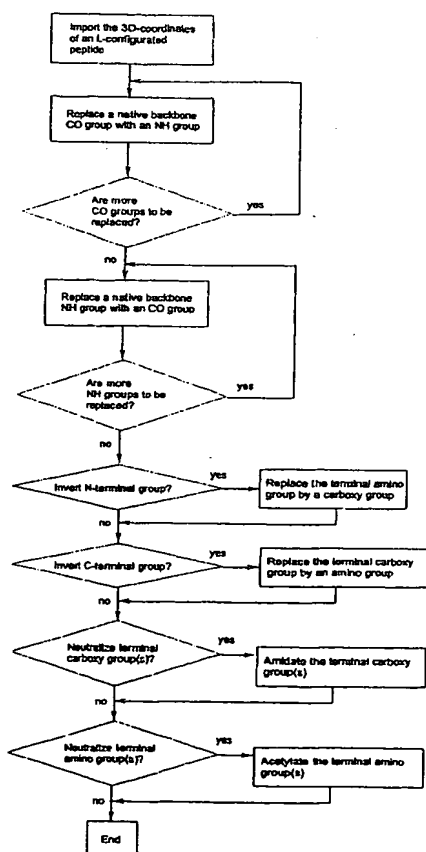 Import the 3D-coordinates
of an L-configurated
peptide
Replace a native backbone
CO group with an NH group
Are more
CO groups to be
replaced?
yes
no
Replace a native backbone
NH group with an CO group
Are more
NH groups to be
replaced?
yes
no
Invert N-terminal group?
yes
Replace the terminal amino
group by a carboxy group
no
Invert C-terminal group?
yes
Replace the terminal carboxy
group by an amino group
no
Neutralize terminal
carboxy group(s)?
yes
Amidate the terminal carboxy
group(s)
no
Neutralize terminal
amino group(s)?
yes
Acetylate the terminal amino
group(s)
no
End